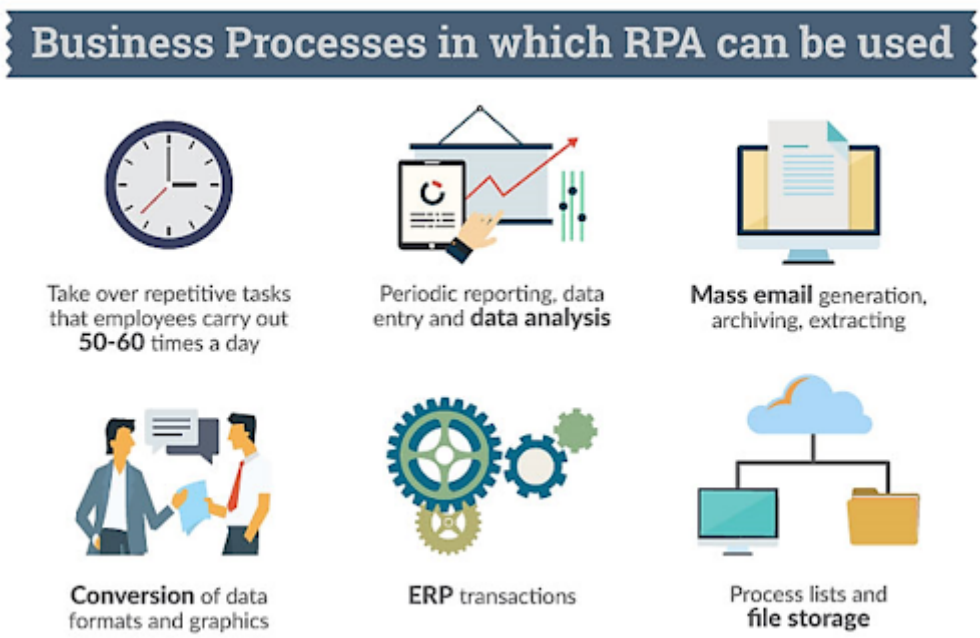 Business Processes in which RPA can be used
Take over repetitive tasks
that employees carry out
50-60 times a day
Periodic reporting, data
entry and data analysis
Mass email generation,
archiving, extracting
Conversion of data
formats and graphics
ERP transactions
Process lists and
file storage